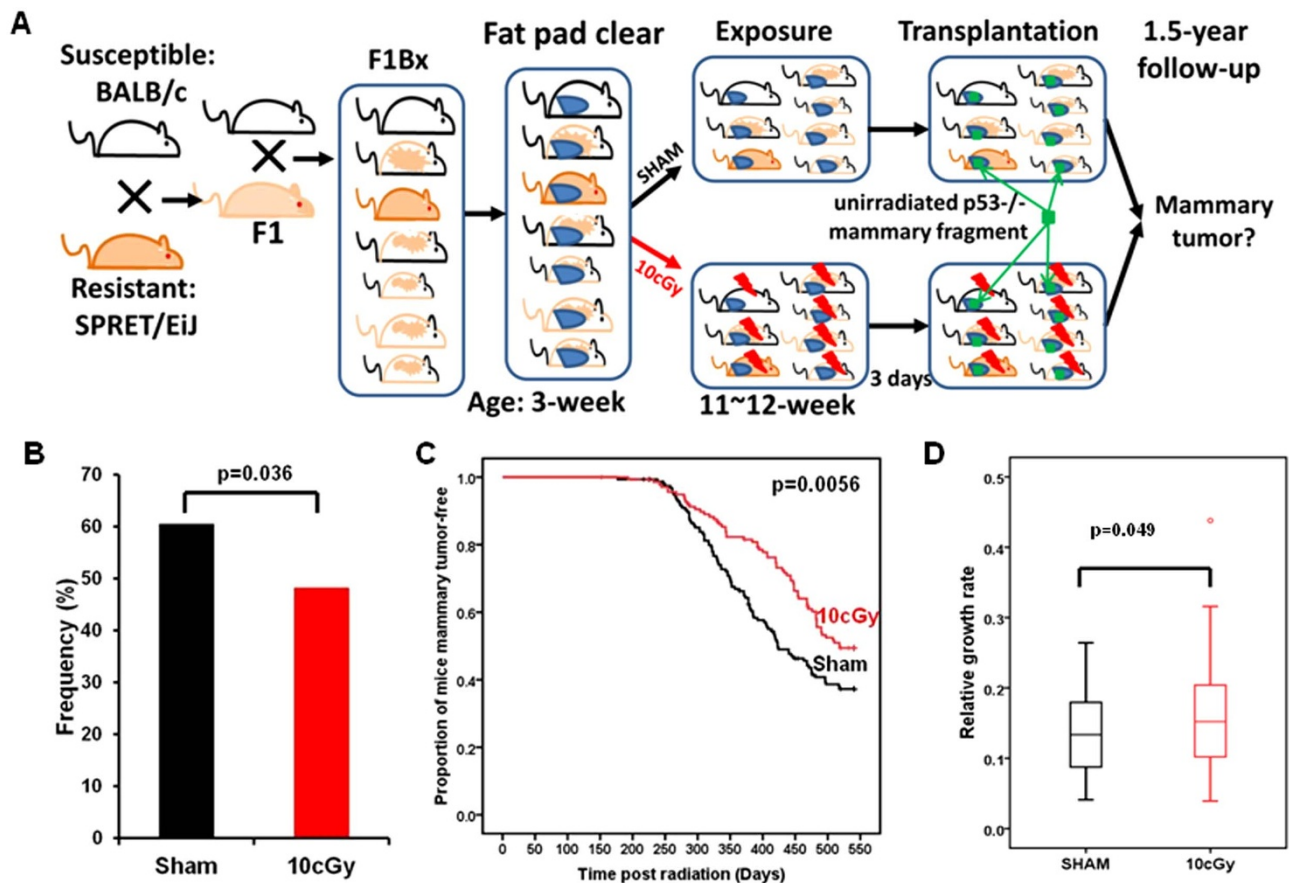 A
Susceptible:
BALB/c
F1
Resistant:
SPRET/EiJ
F1Bx
Fat pad clear
Age: 3-week
SHAM
10cGy
Exposure
11~12-week
3 days
Transplantation
unirradiated p53-/-
mammary fragment
1.5-year
follow-up
Mammary
tumor?
B
p=0.036
Frequency (%)
70
60
50
40
30
20
10
0
Sham
10cGy
C
p=0.0056
Proportion of mice mammary tumor-free
1.0
0.8
0.6
0.4
0.2
0.0
10cGy
Sham
0 50 100 150 200 250 300 350 400 450 500 550
Time post radiation (Days)
D
p=0.049
Relative growth rate
0.5
0.4
0.3
0.2
0.1
0.0
SHAM
10cGy